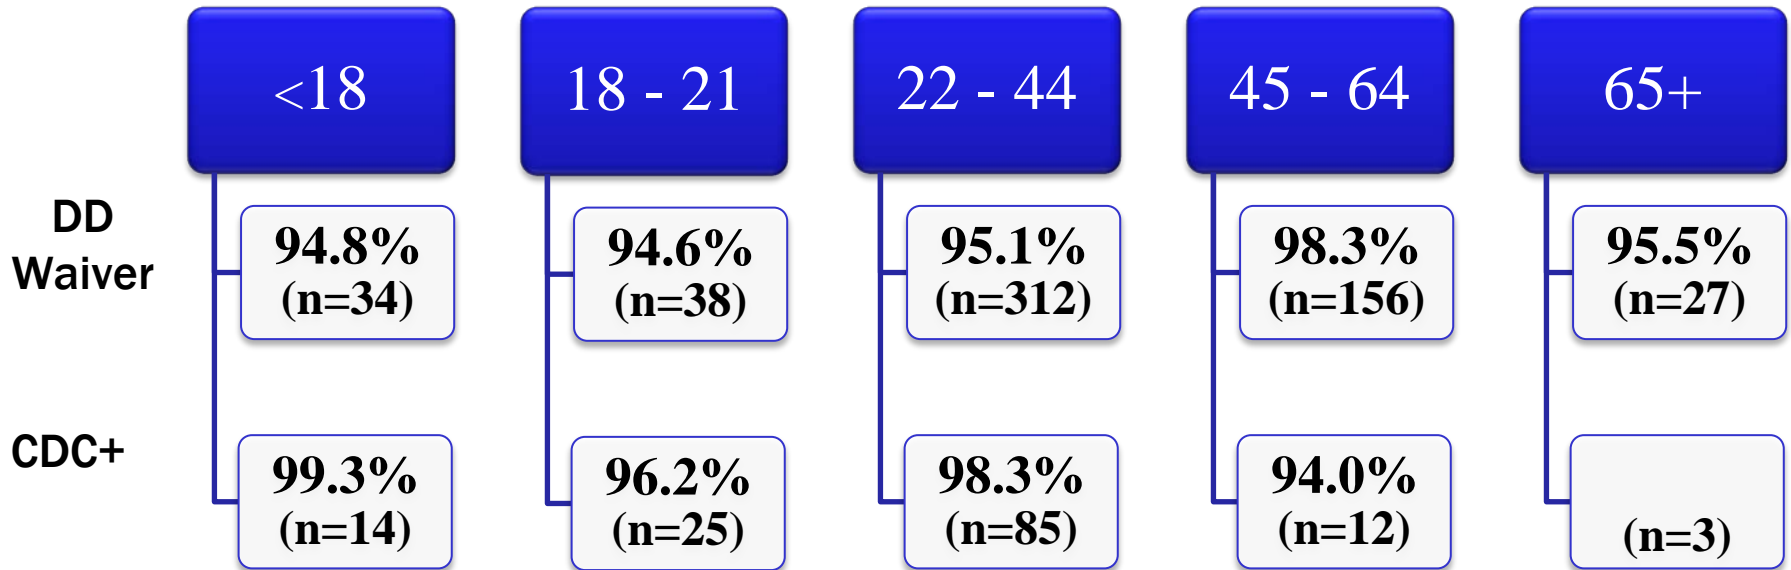 <18
18 - 21
22 - 44
45 - 64
65+
DD
Waiver
94.8%
(n=34)
94.6%
(n=38)
95.1%
(n=312)
98.3%
(n=156)
95.5%
(n=27)
CDC+
99.3%
(n=14)
96.2%
(n=25)
98.3%
(n=85)
94.0%
(n=12)
(n=3)